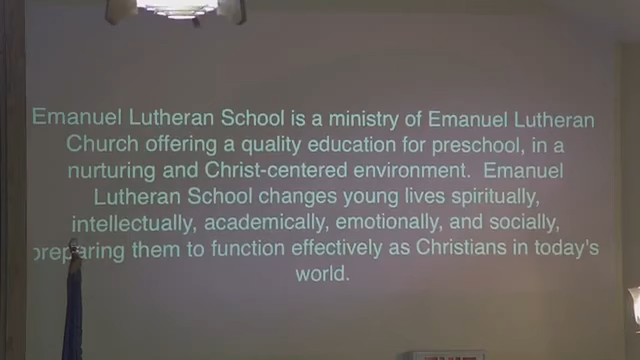 Emanuel Lutheran School is a ministry of Emanuel Lutheran
Church offering a quality education for preschool, in a
nurturing and Christ-centered environment. Emanuel
Lutheran School changes young lives spiritually,
intellectually, academically, emotionally, and socially,
preparing them to function effectively as Christians in today's
world.